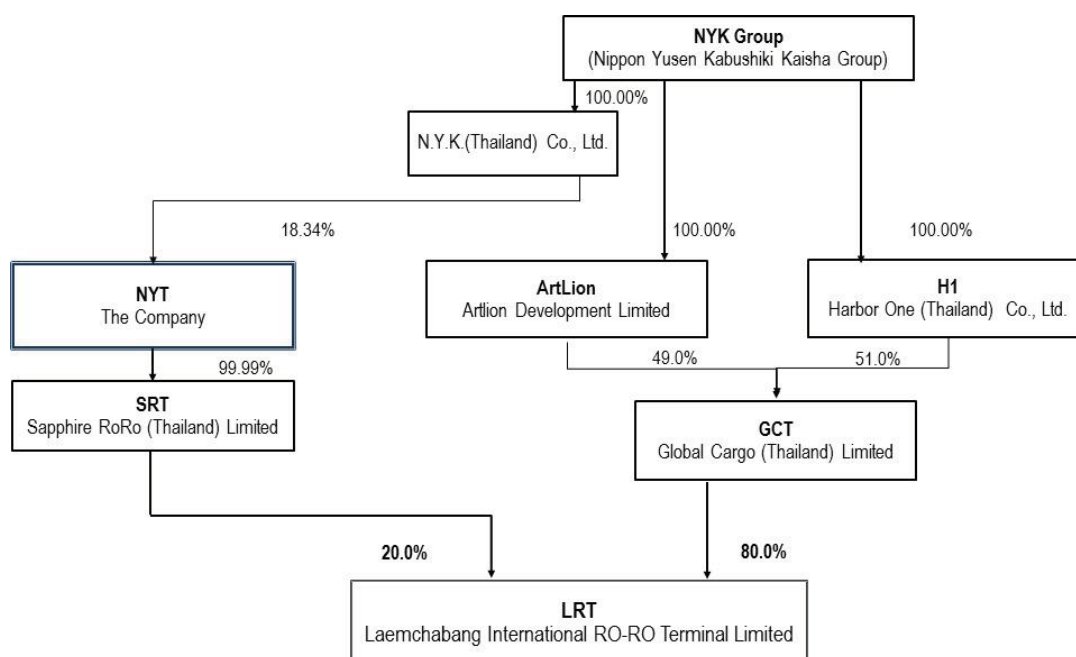 NYK Group
(Nippon Yusen Kabushiki Kaisha Group)
100.00%
N.Y.K.(Thailand) Co., Ltd.
18.34%
100.00%
100.00%
NYT
The Company
ArtLion
Artlion Development Limited
H1
Harbor One (Thailand) Co., Ltd.
99.99%
49.0%
51.0%
SRT
Sapphire RoRo (Thailand) Limited
GCT
Global Cargo (Thailand) Limited
20.0%
80.0%
LRT
Laemchabang International RO-RO Terminal Limited